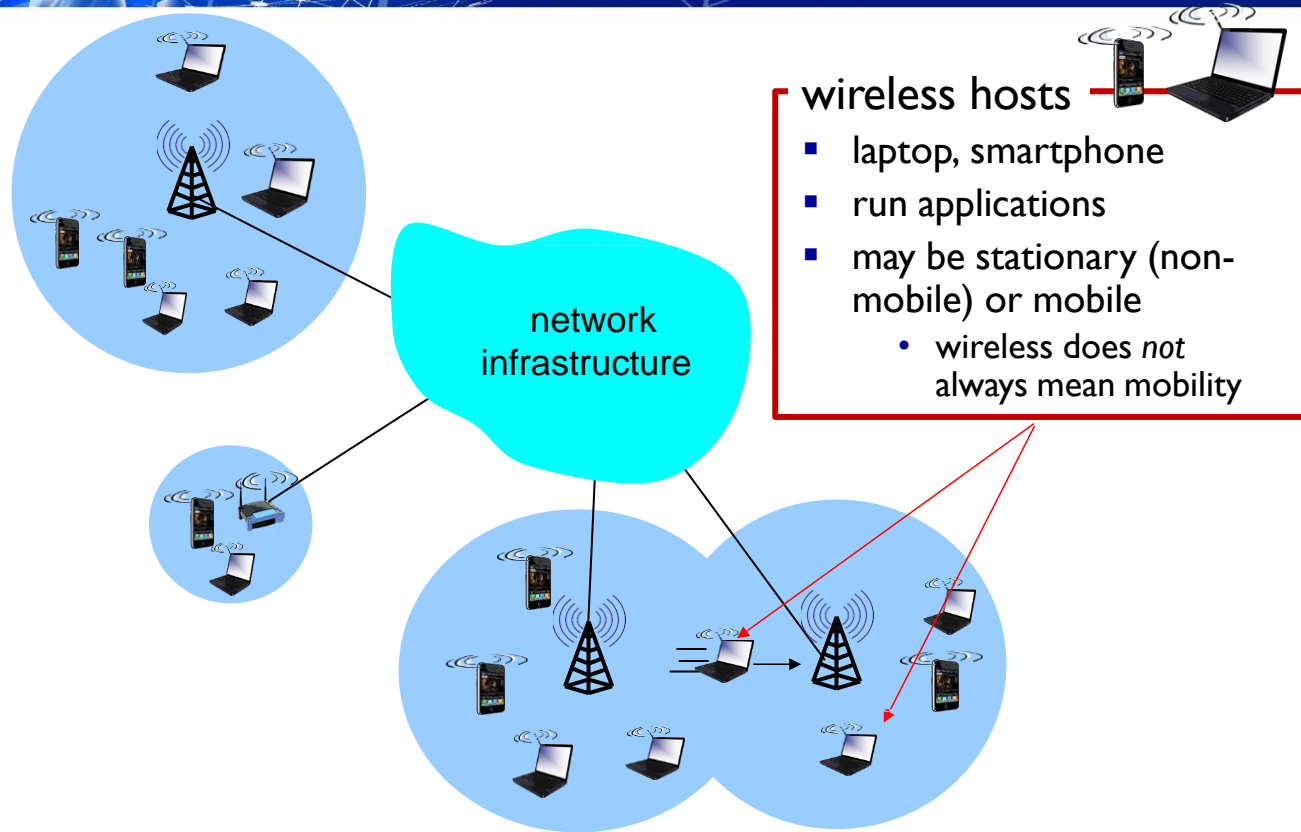 wireless hosts
laptop, smartphone
run applications
may be stationary (non-
mobile) or mobile
wireless does not
always mean mobility
network
infrastructure